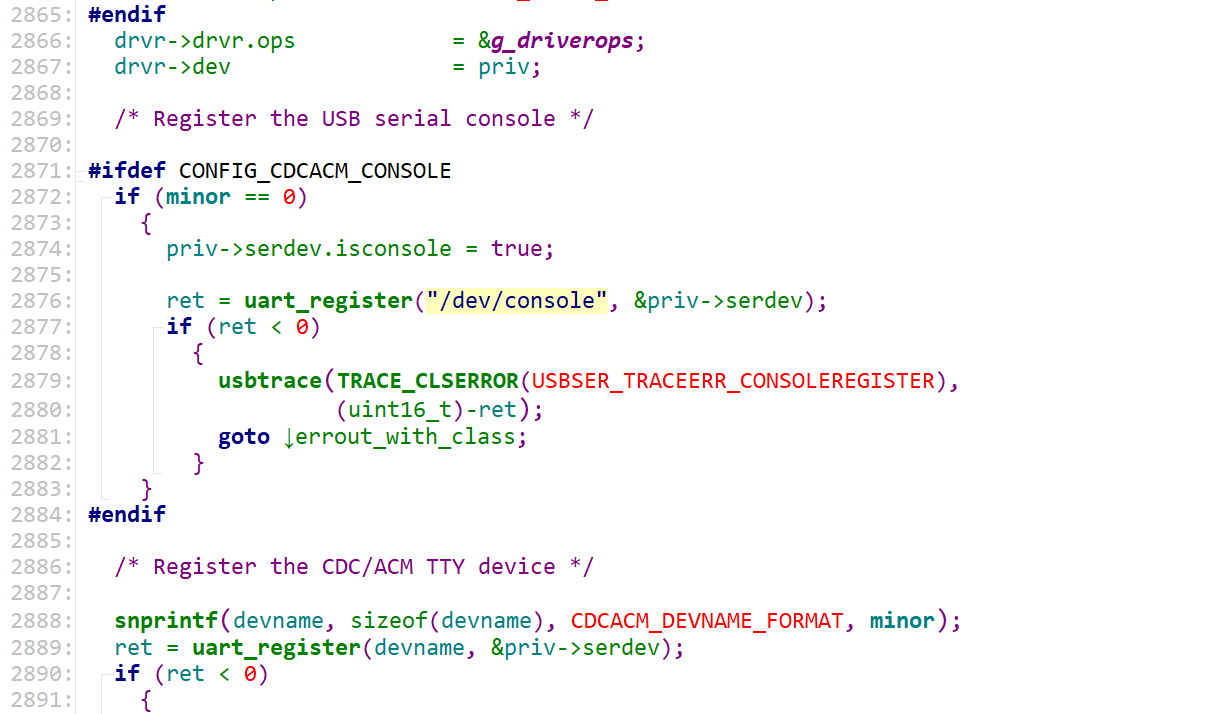 2865: #endif
2866:   drvr->drvr.ops            = &g_driverops;
2867:   drvr->dev                 = priv;
2868:
2869:   /* Register the USB serial console */
2870:
2871: #ifdef CONFIG_CDCACM_CONSOLE
2872:   if (minor == 0)
2873:     {
2874:       priv->serdev.isconsole = true;
2875:
2876:       ret = uart_register("/dev/console", &priv->serdev);
2877:       if (ret < 0)
2878:         {
2879:           usbtrace(TRACE_CLSERROR(USBSER_TRACEERR_CONSOLEREGISTER),
2880:                    (uint16_t)-ret);
2881:           goto ↓errout_with_class;
2882:         }
2883:     }
2884: #endif
2885:
2886:   /* Register the CDC/ACM TTY device */
2887:
2888:   snprintf(devname, sizeof(devname), CDCACM_DEVNAME_FORMAT, minor);
2889:   ret = uart_register(devname, &priv->serdev);
2890:   if (ret < 0)
2891:     {